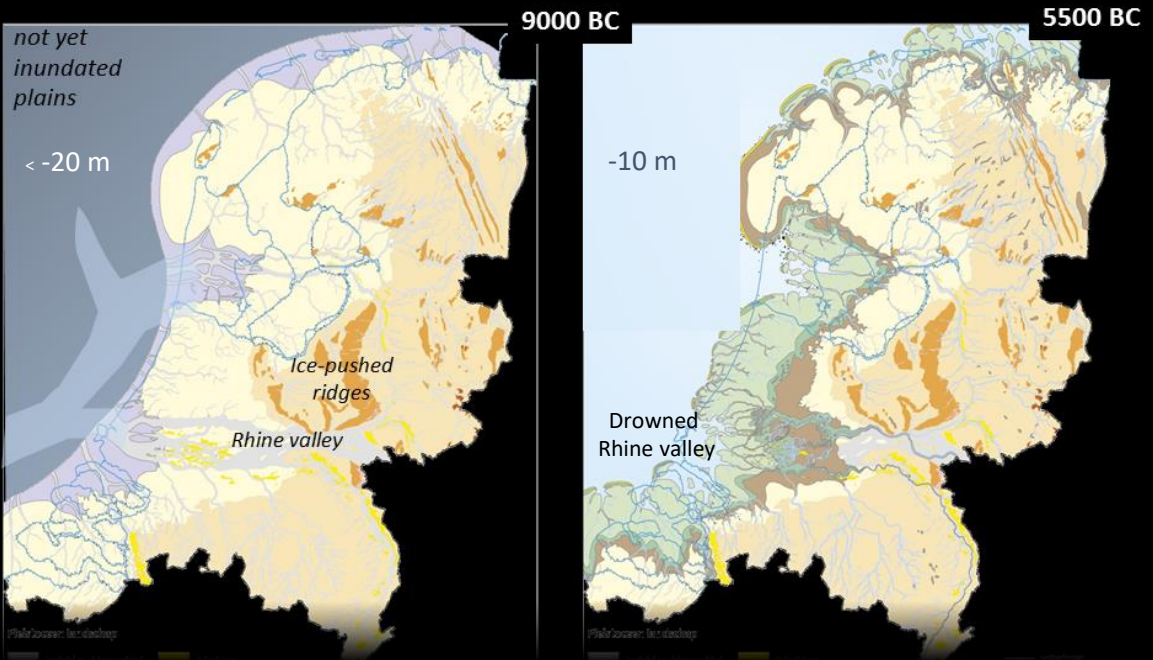 9000 BC
not yet
inundated
plains
< -20 m
Ice-pushed
ridges
Rhine valley
5500 BC
-10 m
Drowned
Rhine valley